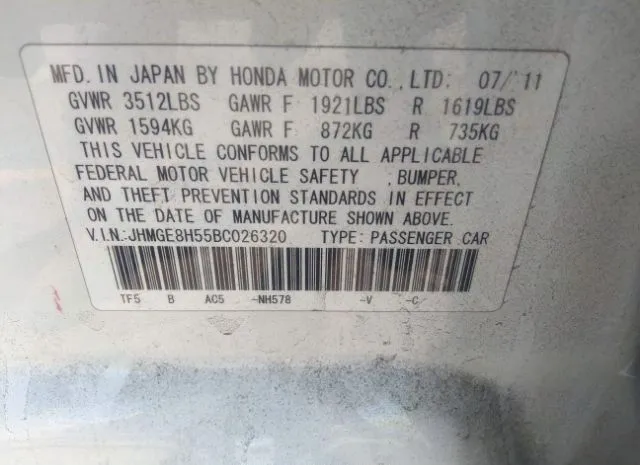 MFD. IN JAPAN BY HONDA MOTOR CO.,LTD. 07/'11
GVWR 3512LBS GAWR F 1921LBS R 1619LBS
GVWR 1594KG GAWR F 872KG R 735KG
THIS VEHICLE CONFORMS TO ALL APPLICABLE
FEDERAL MOTOR VEHICLE SAFETY ,BUMPER,
AND THEFT PREVENTION STANDARDS IN EFFECT
ON THE DATE OF MANUFACTURE SHOWN ABOVE.
V.I.N.-JHMGE8H55BC026320 TYPE:PASSENGER CAR
TF5 B AC5 -NH578 -V -C